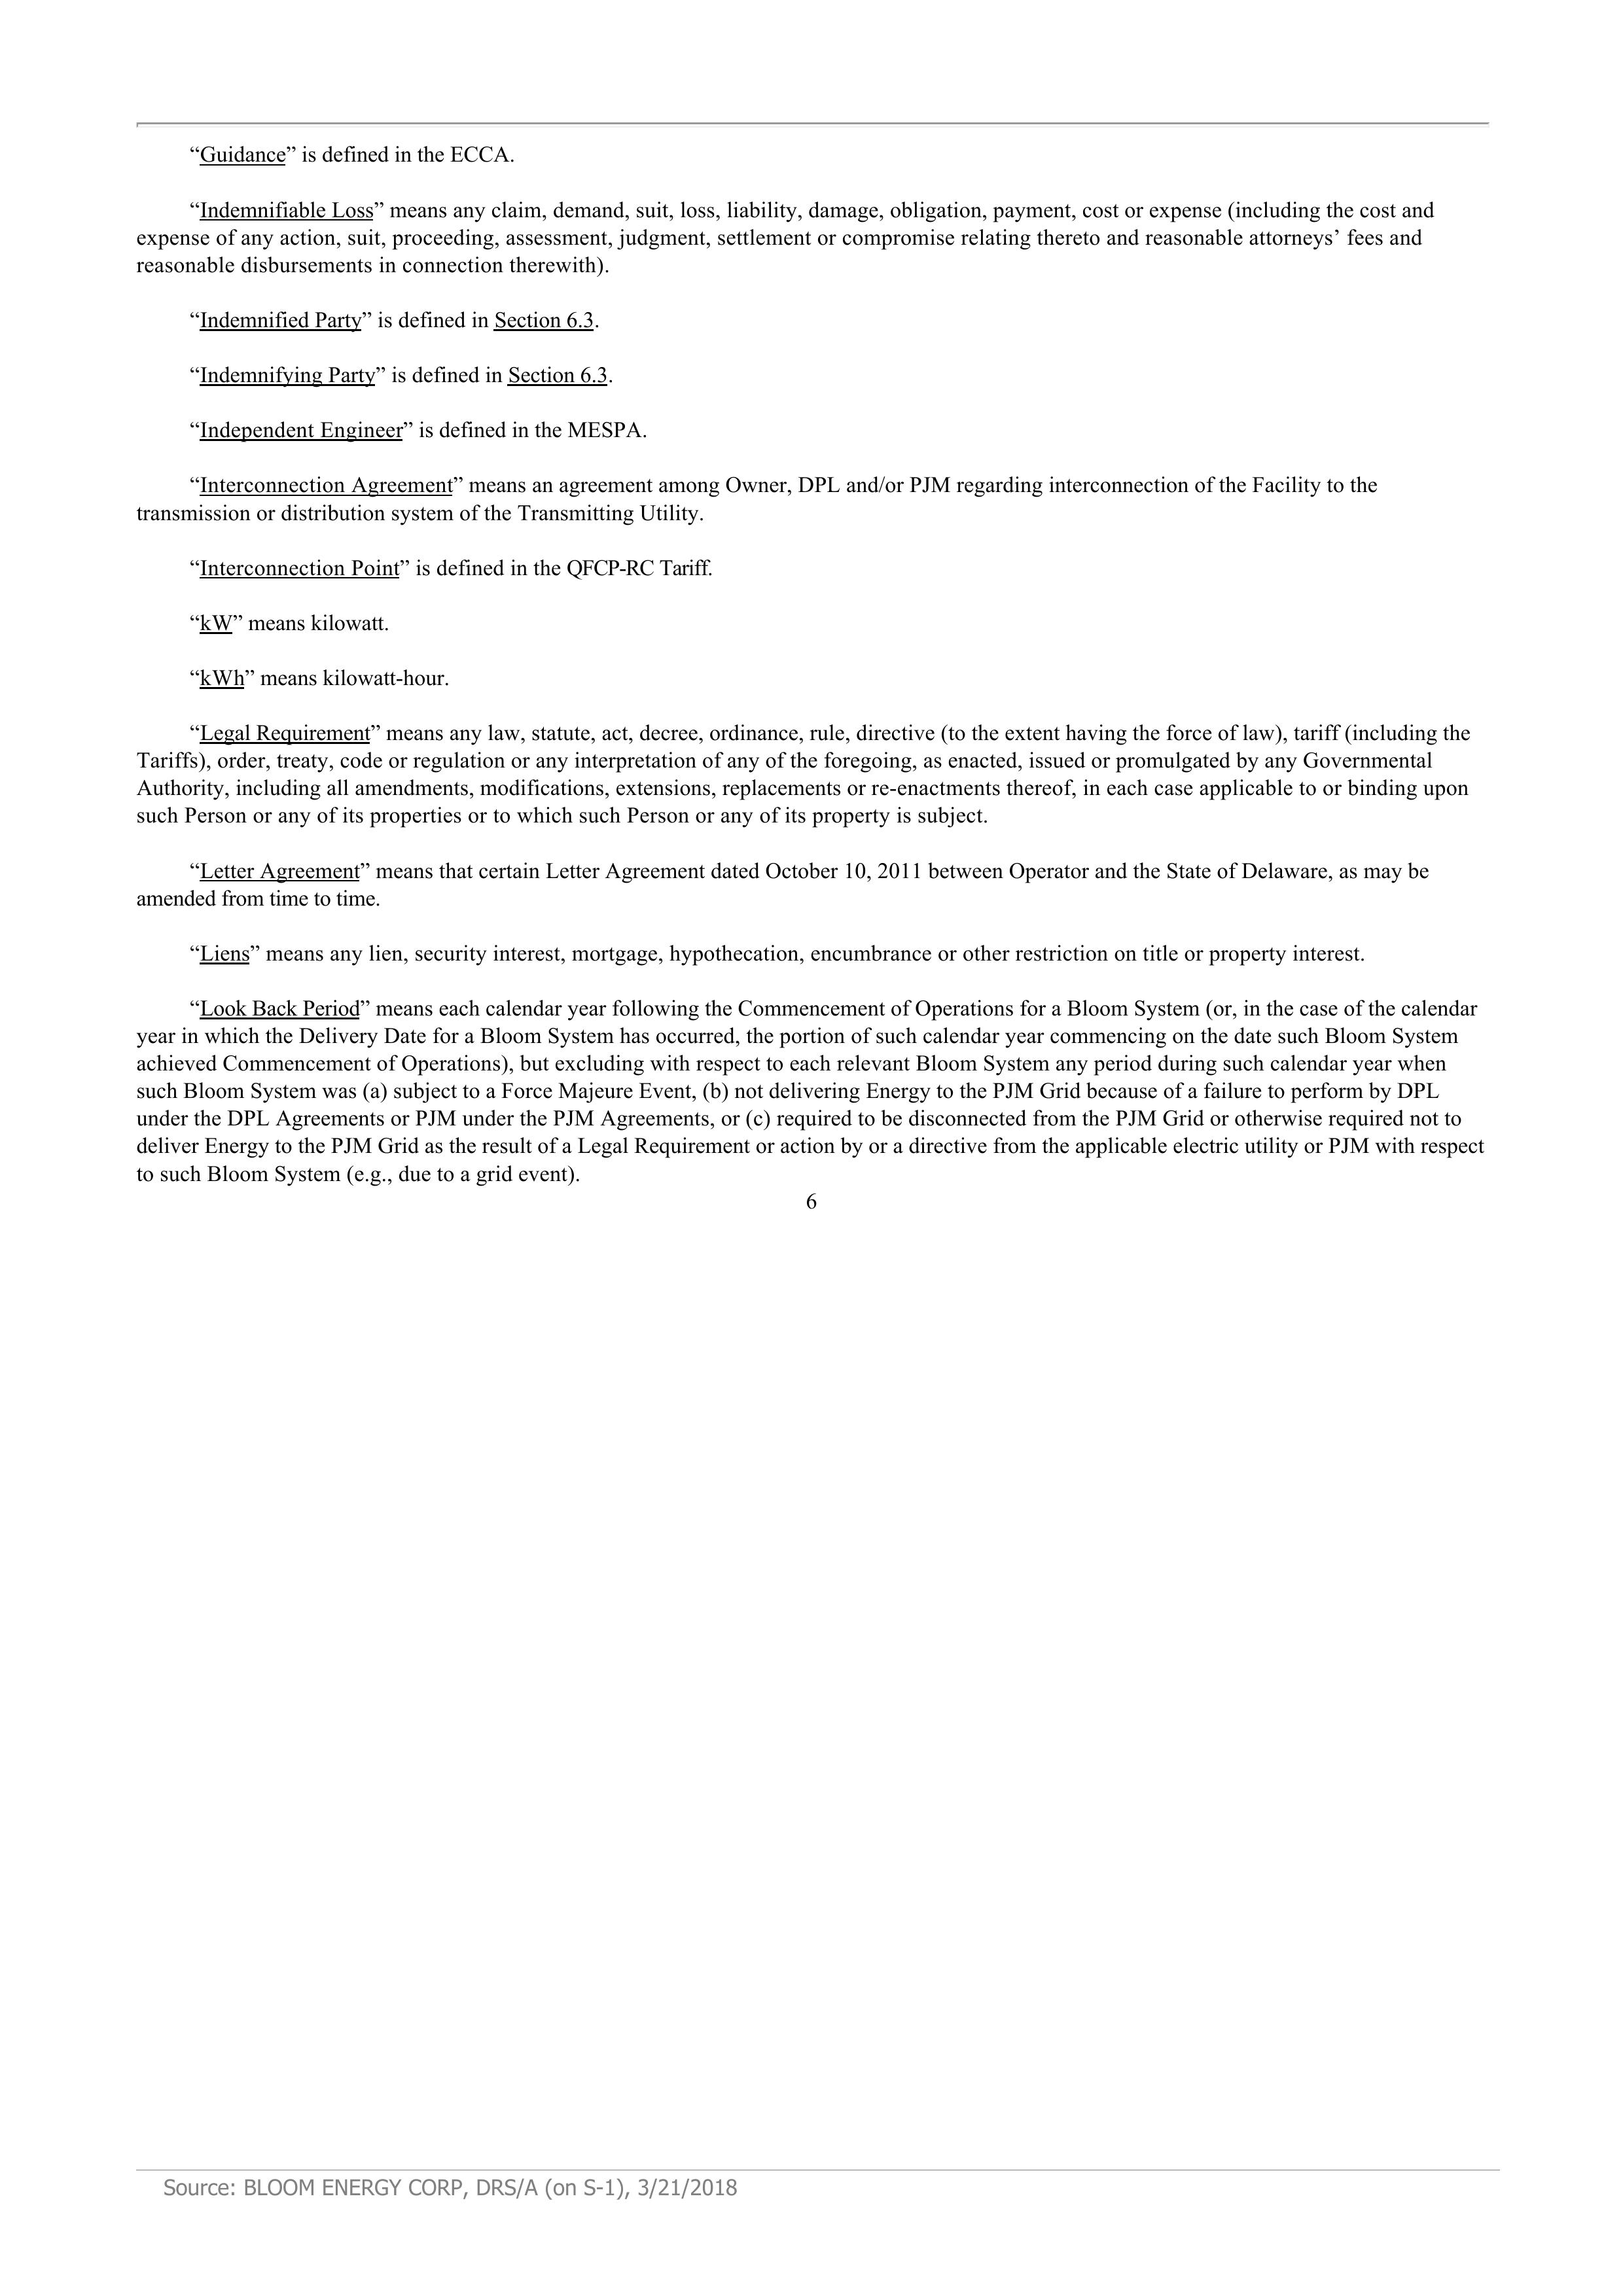 “Guidance” is defined in the ECCA.
“Indemnifiable Loss” means any claim, demand, suit, loss, liability, damage, obligation, payment, cost or expense (including the cost and
expense of any action, suit, proceeding, assessment, judgment, settlement or compromise relating thereto and reasonable attorneys’ fees and
reasonable disbursements in connection therewith).
“Indemnified Party” is defined in Section 6.3.
“Indemnifying Party” is defined in Section 6.3.
“Independent Engineer” is defined in the MESPA.
“Interconnection Agreement” means an agreement among Owner, DPL and/or PJM regarding interconnection of the Facility to the
transmission or distribution system of the Transmitting Utility.
“Interconnection Point” is defined in the QFCP-RC Tariff.
“kW” means kilowatt.
“kWh” means kilowatt-hour.
“Legal Requirement” means any law, statute, act, decree, ordinance, rule, directive (to the extent having the force of law), tariff (including the
Tariffs), order, treaty, code or regulation or any interpretation of any of the foregoing, as enacted, issued or promulgated by any Governmental
Authority, including all amendments, modifications, extensions, replacements or re-enactments thereof, in each case applicable to or binding upon
such Person or any of its properties or to which such Person or any of its property is subject.
“Letter Agreement” means that certain Letter Agreement dated October 10, 2011 between Operator and the State of Delaware, as may be
amended from time to time.
“Liens” means any lien, security interest, mortgage, hypothecation, encumbrance or other restriction on title or property interest.
“Look Back Period” means each calendar year following the Commencement of Operations for a Bloom System (or, in the case of the calendar
year in which the Delivery Date for a Bloom System has occurred, the portion of such calendar year commencing on the date such Bloom System
achieved Commencement of Operations), but excluding with respect to each relevant Bloom System any period during such calendar year when
such Bloom System was (a) subject to a Force Majeure Event, (b) not delivering Energy to the PJM Grid because of a failure to perform by DPL
under the DPL Agreements or PJM under the PJM Agreements, or (c) required to be disconnected from the PJM Grid or otherwise required not to
deliver Energy to the PJM Grid as the result of a Legal Requirement or action by or a directive from the applicable electric utility or PJM with respect
to such Bloom System (e.g., due to a grid event).
6
Source: BLOOM ENERGY CORP, DRS/A (on S-1), 3/21/2018